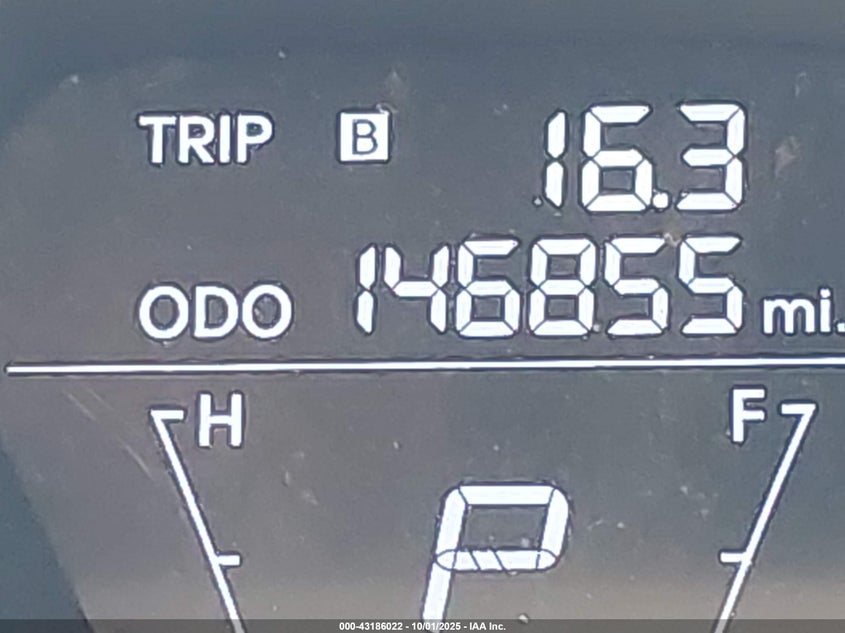 TRIP B 16.3
ODO 146855 mi.
H F
P
000-43186022 - 10/01/2025 - IAA Inc.